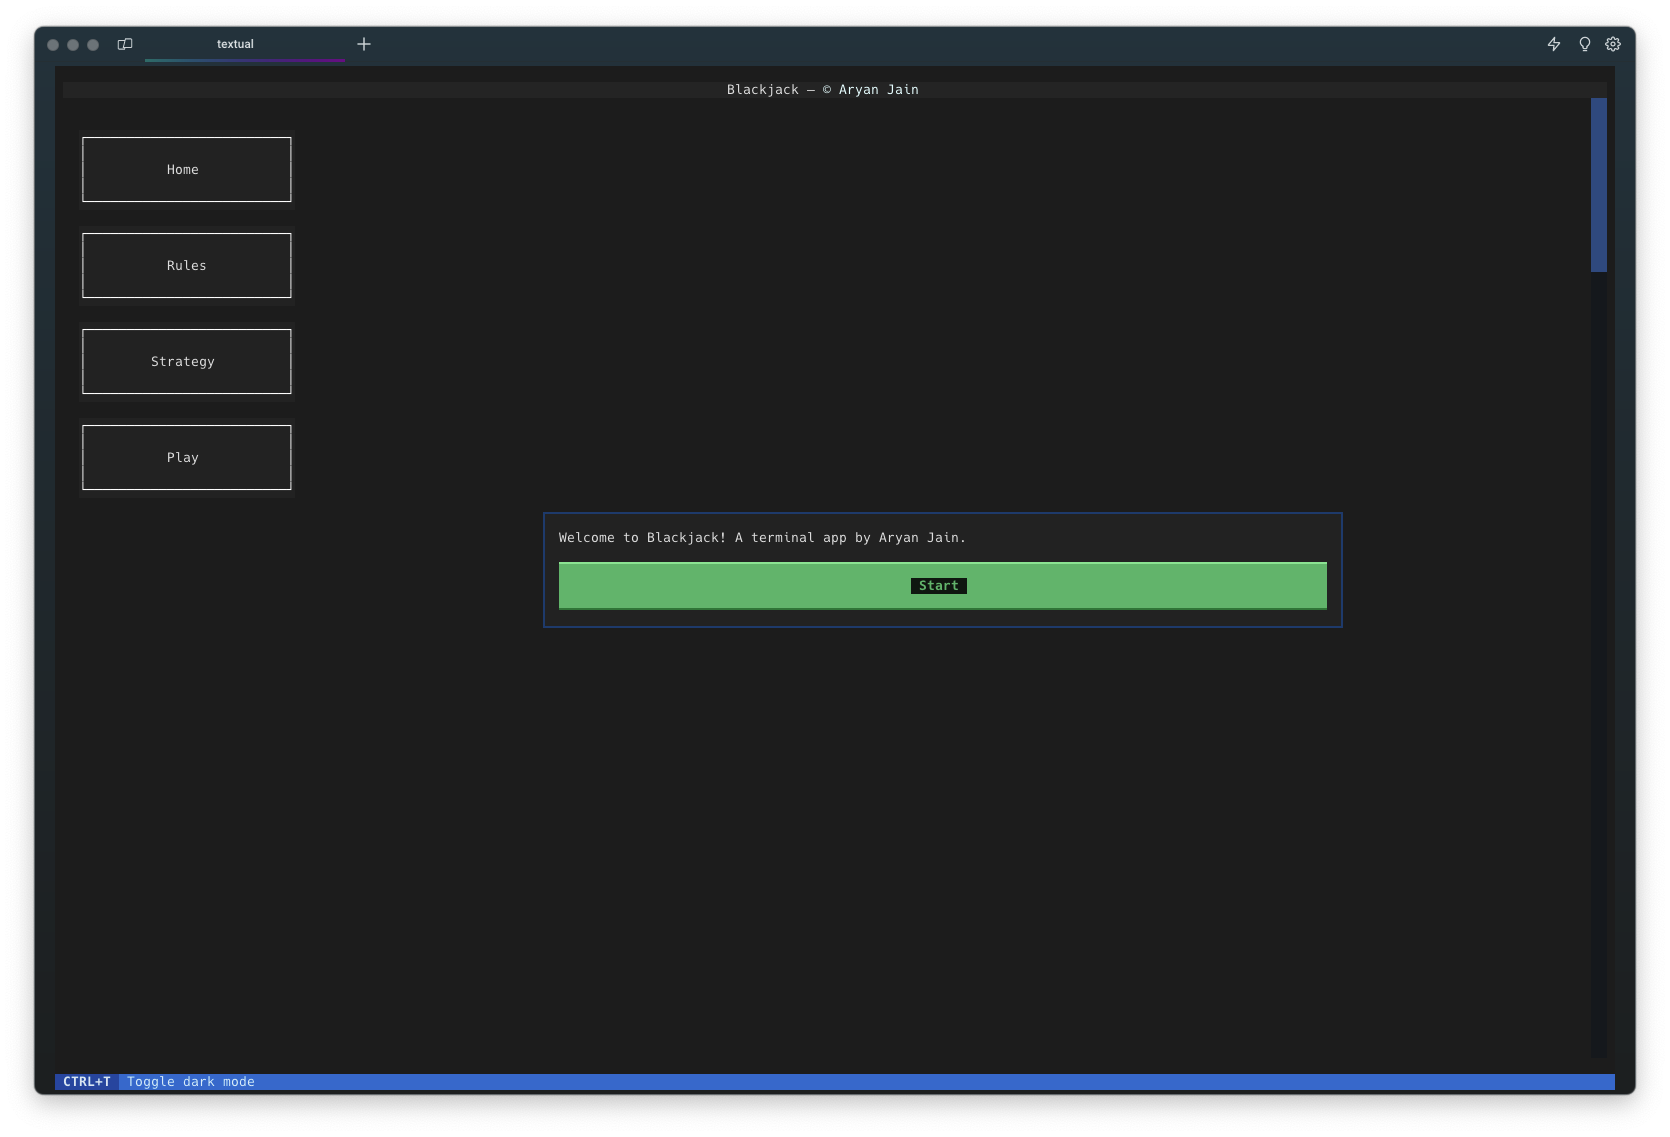 textual
Blackjack — © Aryan Jain
Home
Rules
Strategy
Play
Welcome to Blackjack! A terminal app by Aryan Jain.
Start
CTRL+T Toggle dark mode